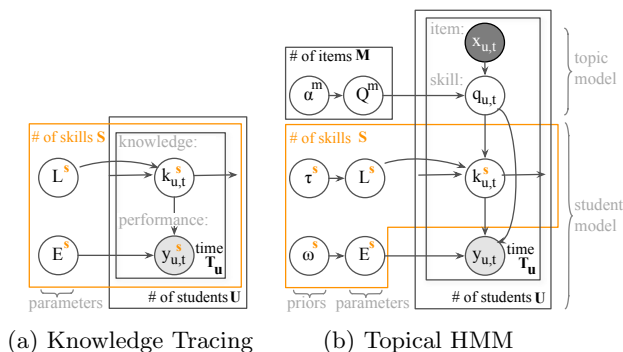 # of skills S
knowledge:
L^s
k^s_{u,t}
performance:
E^s
y^s_{u,t}
time
T_u
# of students U
parameters
(a) Knowledge Tracing
item:
x_{u,t}
# of items M
skill:
α^m
Q^m
q_{u,t}
topic
model
# of skills S
τ^s
L^s
k^s_{u,t}
student
model
ω^s
E^s
y_{u,t}
time
T_u
# of students U
priors
parameters
(b) Topical HMM